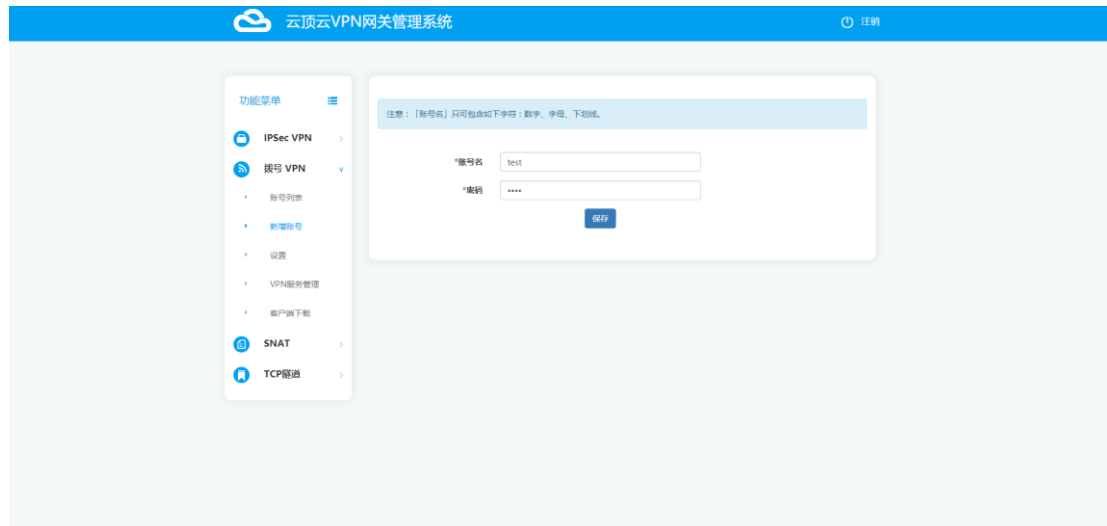 云顶云VPN网关管理系统
注销
功能菜单
IPSec VPN
拨号 VPN
账号列表
新增账号
设置
VPN服务管理
客户端下载
SNAT
TCP隧道
注意：「账号名」只可包含如下字符：数字、字母、下划线。
*账号名 test
*密码 ••••
保存